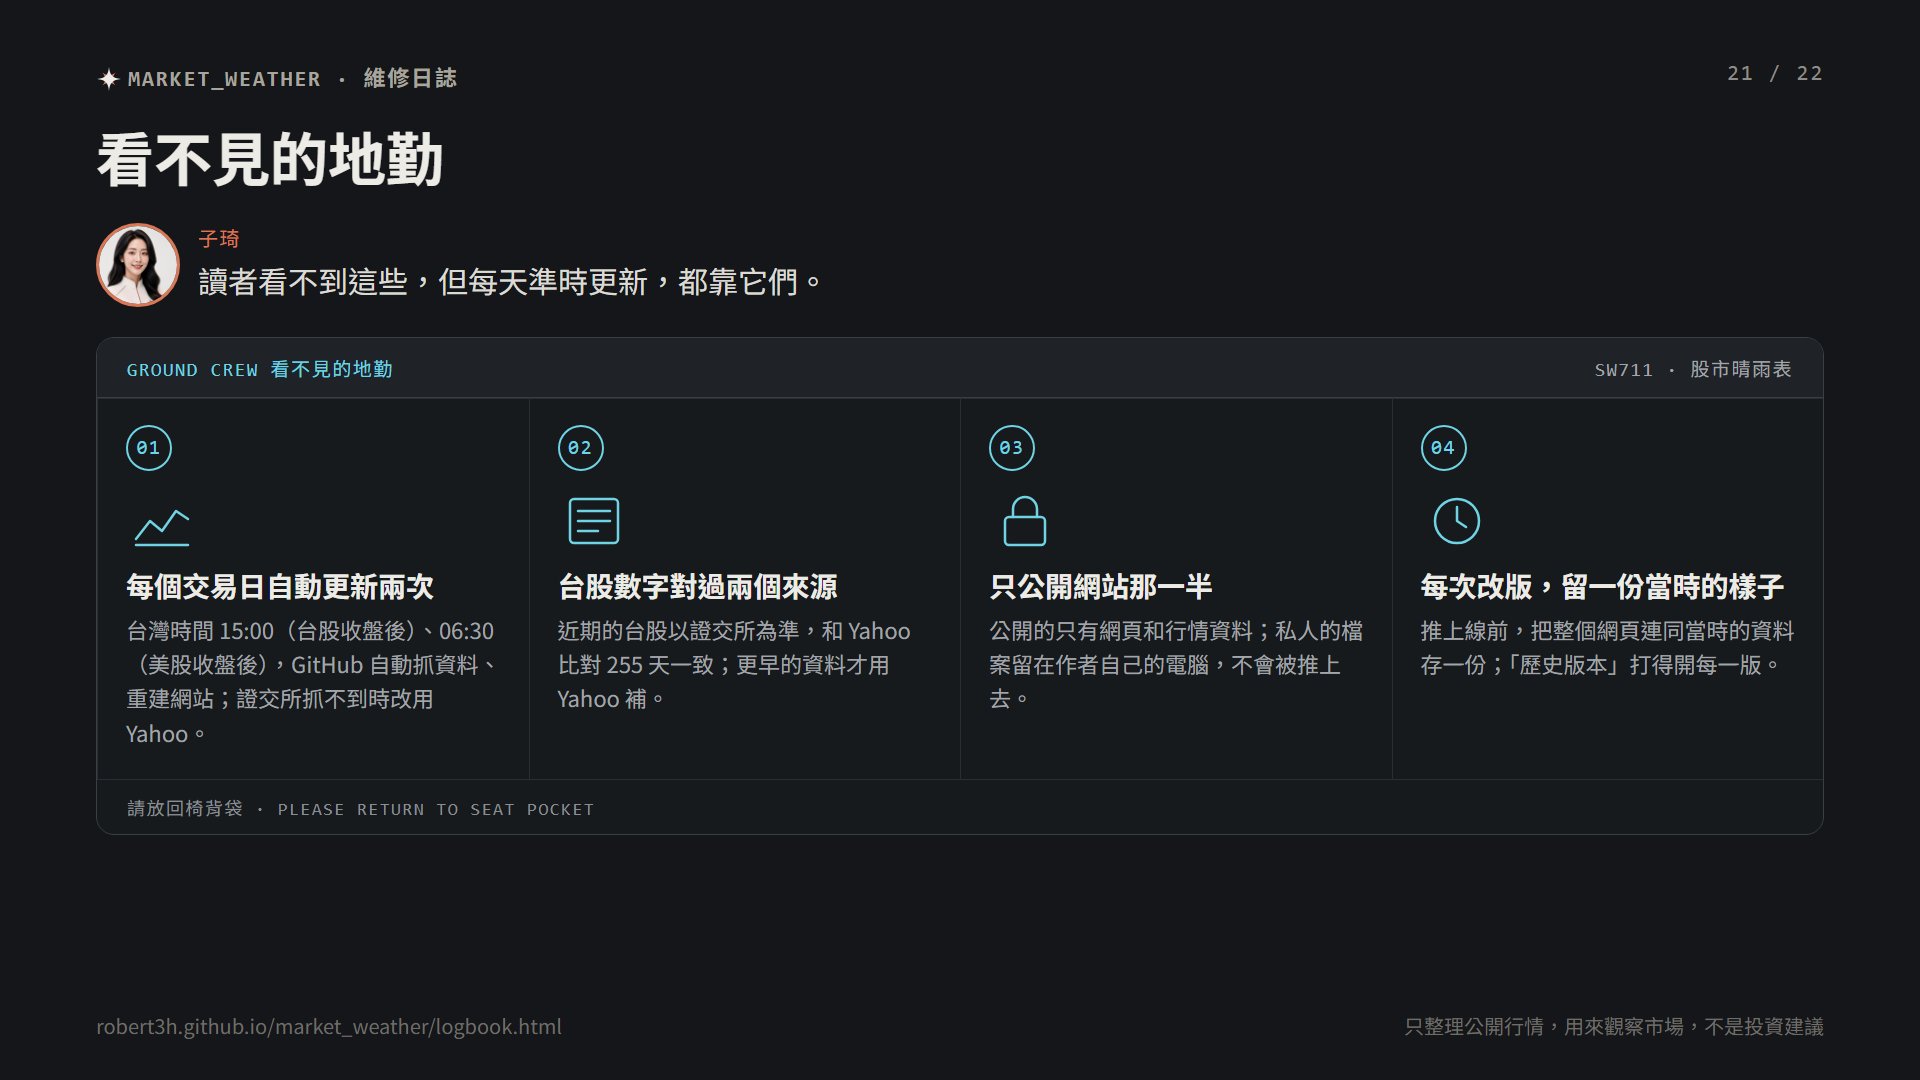 MARKET_WEATHER · 維修日誌
21 / 22
看不見的地勤
子琦
讀者看不到這些，但每天準時更新，都靠它們。
GROUND CREW 看不見的地勤
SW711 · 股市晴雨表
01
每個交易日自動更新兩次
台灣時間 15:00（台股收盤後）、06:30
（美股收盤後），GitHub 自動抓資料、
重建網站；證交所抓不到時改用
Yahoo。
02
台股數字對過兩個來源
近期的台股以證交所為準，和 Yahoo
比對 255 天一致；更早的資料才用
Yahoo 補。
03
只公開網站那一半
公開的只有網頁和行情資料；私人的檔
案留在作者自己的電腦，不會被推上
去。
04
每次改版，留一份當時的樣子
推上線前，把整個網頁連同當時的資料
存一份；「歷史版本」打得開每一版。
請放回椅背袋 · PLEASE RETURN TO SEAT POCKET
robert3h.github.io/market_weather/logbook.html
只整理公開行情，用來觀察市場，不是投資建議